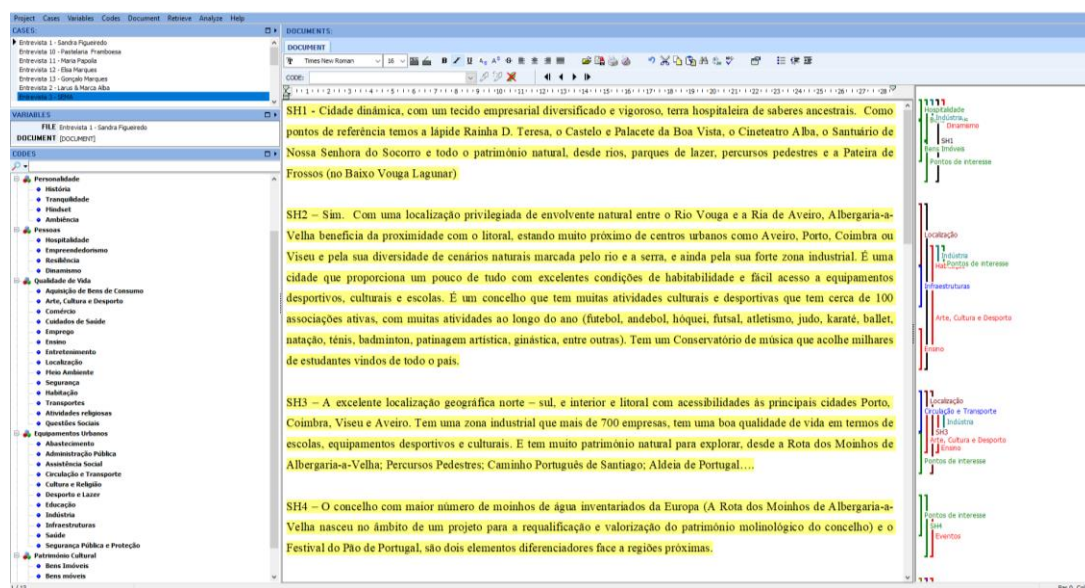 Project Cases Variables Codes Document Retrieve Analyze Help
CASES:
Entrevista 1 - Sandra Figueiredo
Entrevista 10 - Pastelaria Framboesa
Entrevista 11 - Maria Papoila
Entrevista 12 - Elsa Marques
Entrevista 13 - Gonçalo Marques
Entrevista 2 - Larus & Marca Alba
VARIABLES
FILE Entrevista 1 - Sandra Figueiredo
DOCUMENT [DOCUMENT]
CODES
Personalidade
História
Tranquilidade
Mindset
Ambiência
Pessoas
Hospitalidade
Empreendedorismo
Resiliência
Dinamismo
Qualidade de Vida
Aquisição de Bens de Consumo
Arte, Cultura e Desporto
Comércio
Cuidados de Saúde
Emprego
Ensino
Entretenimento
Localização
Meio Ambiente
Segurança
Habitação
Transportes
Atividades religiosas
Questões Sociais
Equipamentos Urbanos
Abastecimento
Administração Pública
Assistência Social
Circulação e Transporte
Cultura e Religião
Desporto e Lazer
Educação
Indústria
Infraestruturas
Saúde
Segurança Pública e Proteção
Património Cultural
Bens Imóveis
Bens móveis
DOCUMENTS:
DOCUMENT
Times New Roman 16
CODE:
SH1 - Cidade dinâmica, com um tecido empresarial diversificado e vigoroso, terra hospitaleira de saberes ancestrais. Como
pontos de referência temos a lápide Rainha D. Teresa, o Castelo e Palacete da Boa Vista, o Cineteatro Alba, o Santuário de
Nossa Senhora do Socorro e todo o património natural, desde rios, parques de lazer, percursos pedestres e a Pateira de
Frossos (no Baixo Vouga Lagunar)
SH2 – Sim. Com uma localização privilegiada de envolvente natural entre o Rio Vouga e a Ria de Aveiro, Albergaria-a-
Velha beneficia da proximidade com o litoral, estando muito próximo de centros urbanos como Aveiro, Porto, Coimbra ou
Viseu e pela sua diversidade de cenários naturais marcada pelo rio e a serra, e ainda pela sua forte zona industrial. É uma
cidade que proporciona um pouco de tudo com excelentes condições de habitabilidade e fácil acesso a equipamentos
desportivos, culturais e escolas. É um concelho que tem muitas atividades culturais e desportivas que tem cerca de 100
associações ativas, com muitas atividades ao longo do ano (futebol, andebol, hóquei, futsal, atletismo, judo, karaté, ballet,
natação, ténis, badminton, patinagem artística, ginástica, entre outras). Tem um Conservatório de música que acolhe milhares
de estudantes vindos de todo o país.
SH3 – A excelente localização geográfica norte – sul, e interior e litoral com acessibilidades ás principais cidades Porto,
Coimbra, Viseu e Aveiro. Tem uma zona industrial que mais de 700 empresas, tem uma boa qualidade de vida em termos de
escolas, equipamentos desportivos e culturais. E tem muito património natural para explorar, desde a Rota dos Moinhos de
Albergaria-a-Velha; Percursos Pedestres; Caminho Português de Santiago; Aldeia de Portugal….
SH4 – O concelho com maior número de moinhos de água inventariados da Europa (A Rota dos Moinhos de Albergaria-a-
Velha nasceu no âmbito de um projeto para a requalificação e valorização do património molinológico do concelho) e o
Festival do Pão de Portugal, são dois elementos diferenciadores face a regiões próximas.
Hospitalidade
Indústria
Dinamismo
SH1
Bens Imóveis
Pontos de interesse
Localização
Indústria
Pontos de interesse
Infraestruturas
Arte, Cultura e Desporto
Ensino
Localização
Circulação e Transporte
Indústria
SH3
Arte, Cultura e Desporto
Ensino
Pontos de interesse
Pontos de interesse
SH4
Eventos